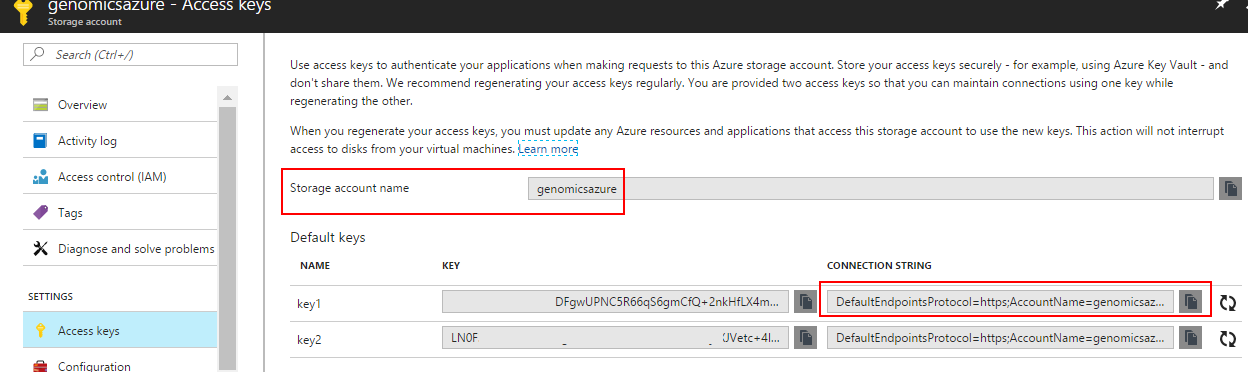 genomicsazure - Access keys
Storage account
Search (Ctrl+/)
Overview
Activity log
Access control (IAM)
Tags
Diagnose and solve problems
SETTINGS
Access keys
Configuration
Use access keys to authenticate your applications when making requests to this Azure storage account. Store your access keys securely - for example, using Azure Key Vault - and
don't share them. We recommend regenerating your access keys regularly. You are provided two access keys so that you can maintain connections using one key while
regenerating the other.
When you regenerate your access keys, you must update any Azure resources and applications that access this storage account to use the new keys. This action will not interrupt
access to disks from your virtual machines. Learn more
Storage account name genomicsazure
Default keys
NAME KEY CONNECTION STRING
key1 DFgwUPNC5R66qS6gmCfQ+2nkHfLX4m... DefaultEndpointsProtocol=https;AccountName=genomicsaz...
key2 LN0F Vetc+4l... DefaultEndpointsProtocol=https;AccountName=genomicsaz...